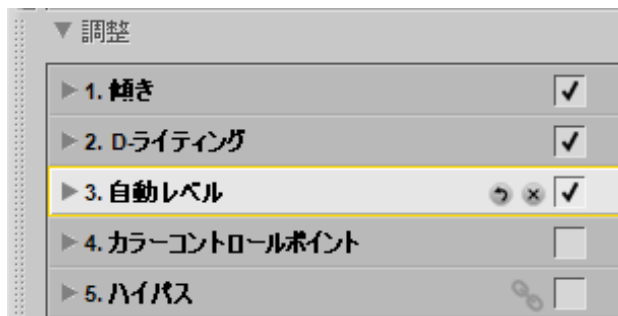 調整
1. 傾き
2. D-ライティング
3. 自動レベル
4. カラーコントロールポイント
5. ハイパス